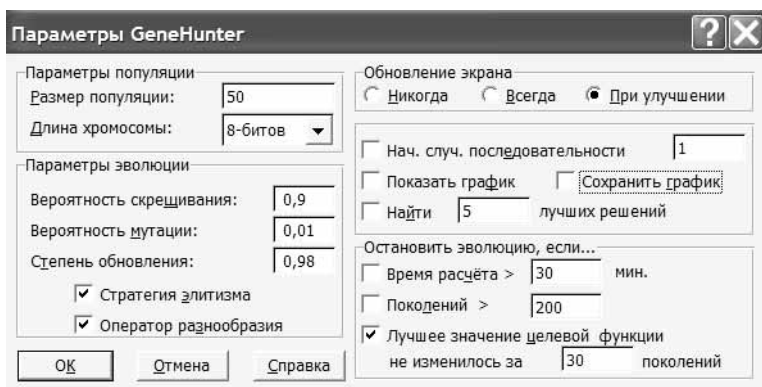 Параметры GeneHunter
Параметры популяции
Размер популяции: 50
Длина хромосомы: 8-битов
Параметры эволюции
Вероятность скрещивания: 0,9
Вероятность мутации: 0,01
Степень обновления: 0,98
Стратегия элитизма
Оператор разнообразия
ОК Отмена Справка
Обновление экрана
Никогда Всегда При улучшении
Нач. случ. последовательности 1
Показать график Сохранить график
Найти 5 лучших решений
Остановить эволюцию, если...
Время расчёта > 30 мин.
Поколений > 200
Лучшее значение целевой функции
не изменилось за 30 поколений